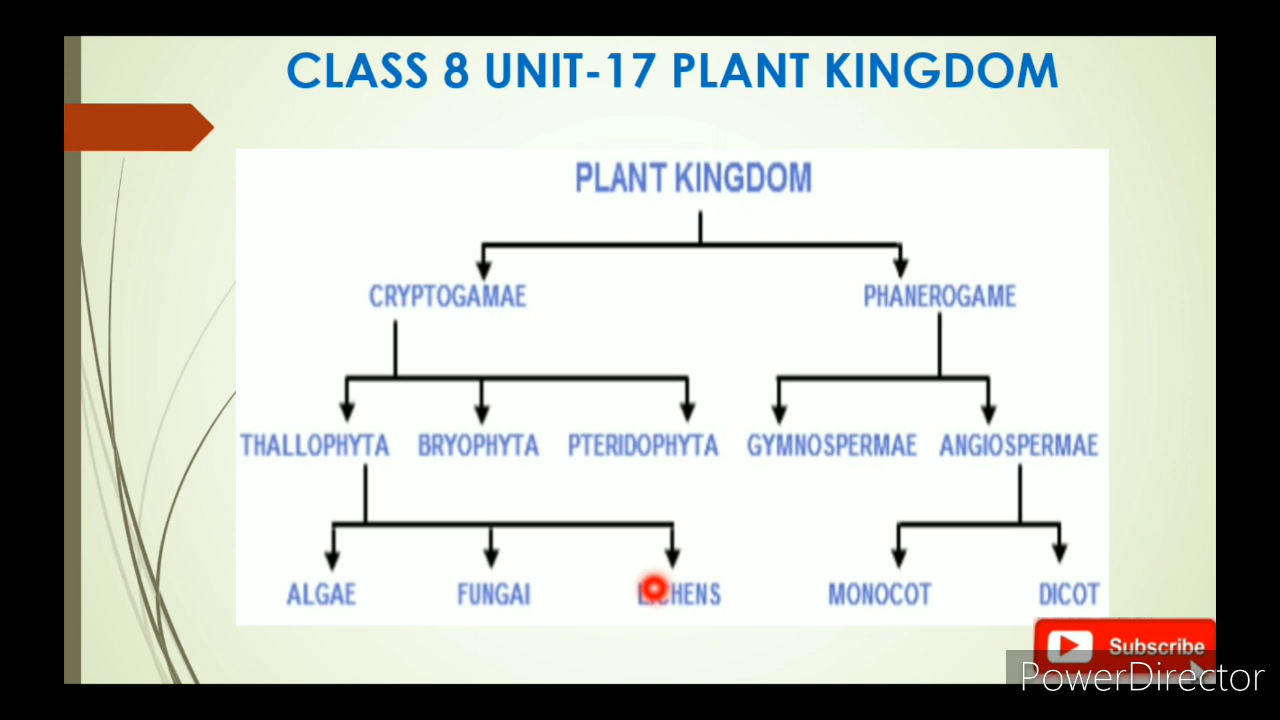 CLASS 8 UNIT-17 PLANT KINGDOM
PLANT KINGDOM
CRYPTOGAMAE PHANEROGAME
THALLOPHYTA BRYOPHYTA PTERIDOPHYTA GYMNOSPERMAE ANGIOSPERMAE
ALGAE FUNGAI LICHENS MONOCOT DICOT
Subscribe
PowerDirector